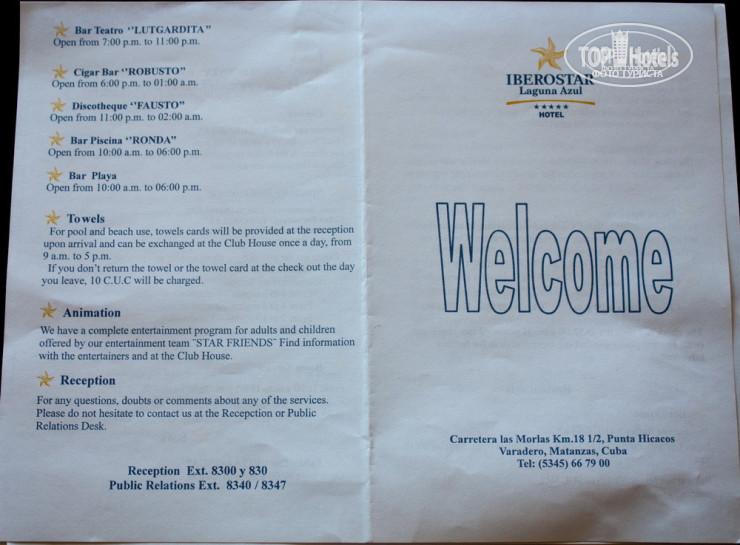 Bar Teatro "LUTGARDITA"
Open from 7:00 p.m. to 11:00 p.m.
Cigar Bar "ROBUSTO"
Open from 6:00 p.m. to 01:00 a.m.
Discotheque "FAUSTO"
Open from 11:00 p.m. to 02:00 a.m.
Bar Piscina "RONDA"
Open from 10:00 a.m. to 06:00 p.m.
Bar Playa
Open from 10:00 a.m. to 06:00 p.m.
Towels
For pool and beach use, towels cards will be provided at the reception
upon arrival and can be exchanged at the Club House once a day, from
9 a.m. to 5 p.m.
If you don't return the towel or the towel card at the check out the day
you leave, 10 C.U.C will be charged.
Animation
We have a complete entertainment program for adults and children
offered by our entertainment team ¨STAR FRIENDS¨ Find information
with the entertainers and at the Club House.
Reception
For any questions, doubts or comments about any of the services.
Please do not hesitate to contact us at the Recepction or Public
Relations Desk.
Reception Ext. 8300 y 830
Public Relations Ext. 8340 / 8347
IBEROSTAR
Laguna Azul
HOTEL
TOP Hotels
ФОТО ТУРИСТА
Welcome
Carretera las Morlas Km.18 1/2, Punta Hicacos
Varadero, Matanzas, Cuba
Tel: (5345) 66 79 00